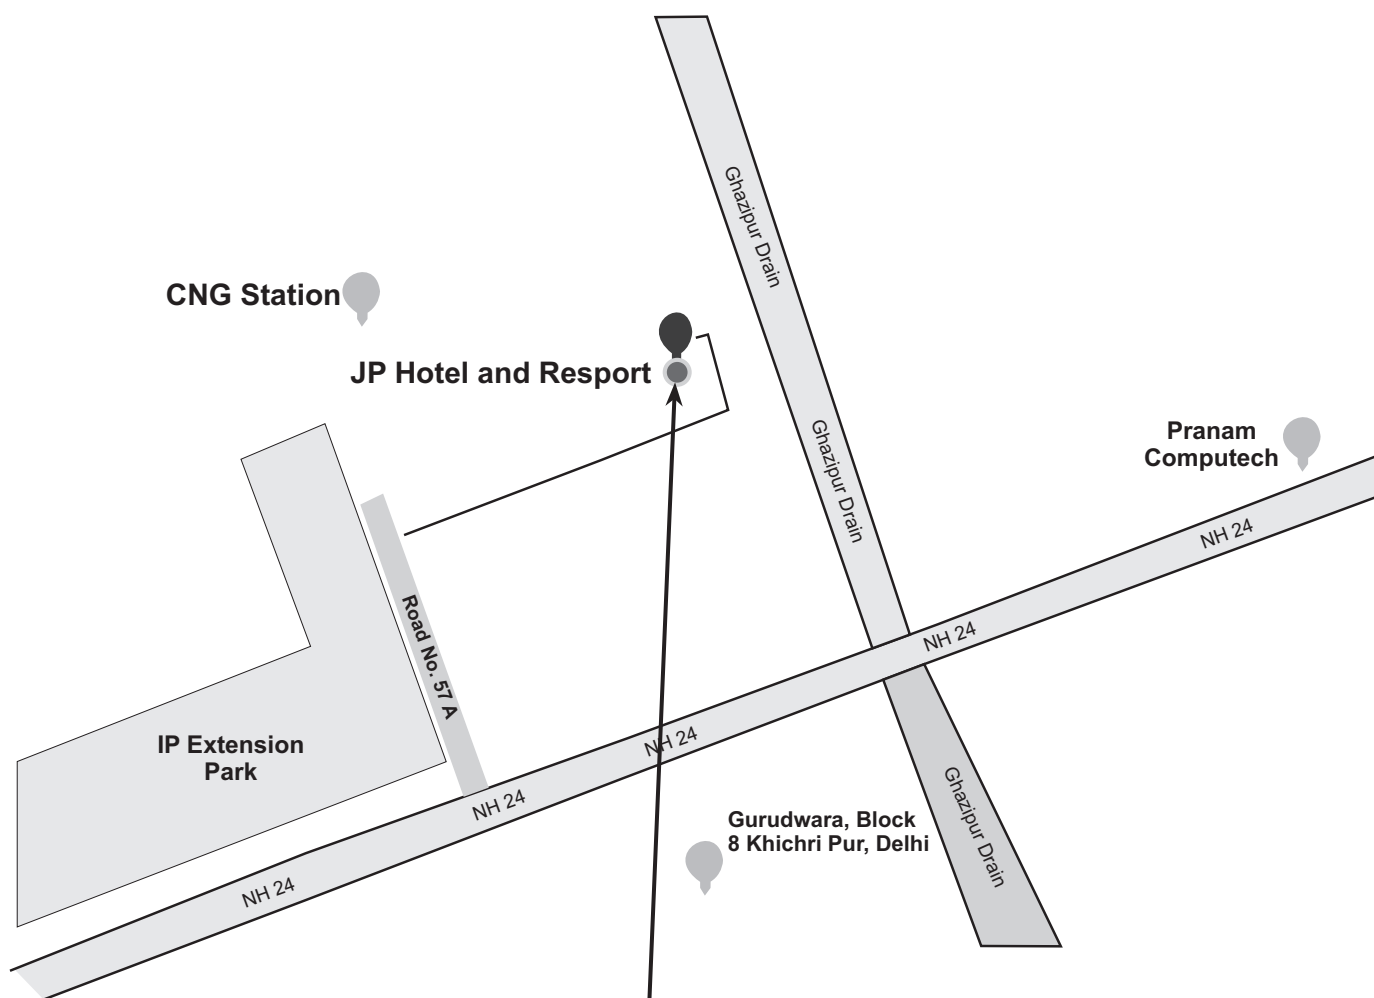 Ghazipur Drain
CNG Station
JP Hotel and Resport
Ghazipur Drain
Pranam
Computech
NH 24
NH 24
Road No. 57 A
NH 24
IP Extension
Park
NH 24
Gurudwara, Block
8 Khichri Pur, Delhi
Ghazipur Drain
NH 24